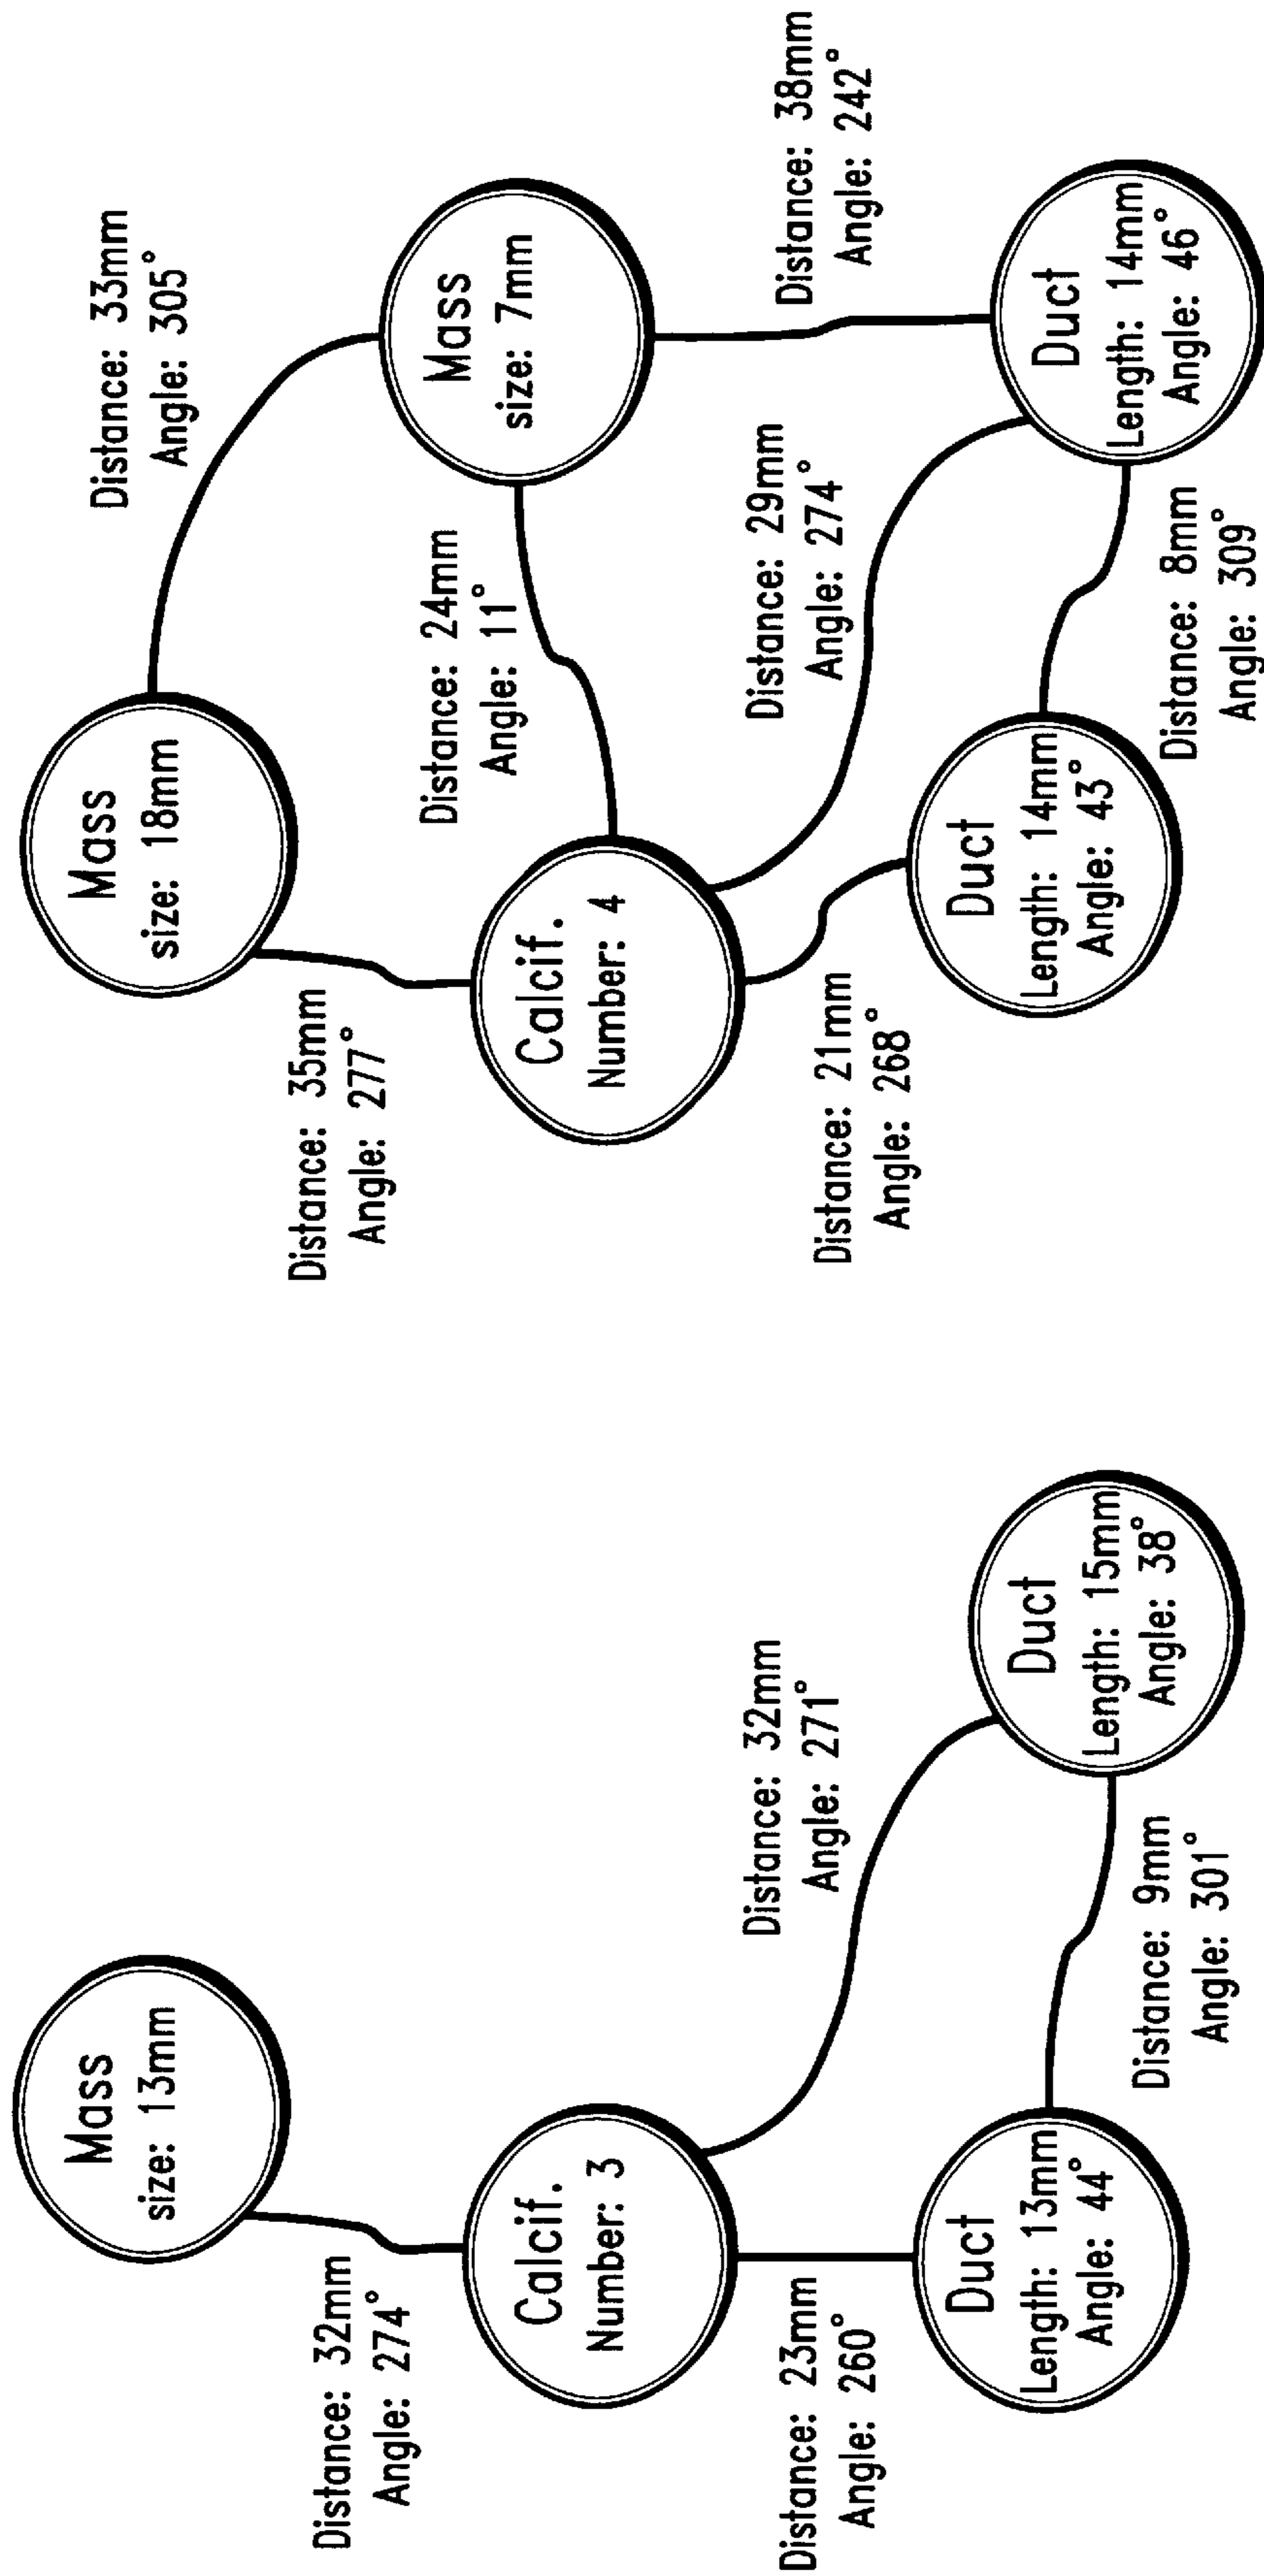 Mass
size: 13mm
Distance: 32mm
Angle: 274°
Calcif.
Number: 3
Distance: 32mm
Angle: 271°
Distance: 23mm
Angle: 260°
Duct
Length: 13mm
Angle: 44°
Duct
Length: 15mm
Angle: 38°
Distance: 9mm
Angle: 301°
Mass
size: 18mm
Distance: 33mm
Angle: 305°
Distance: 35mm
Angle: 277°
Mass
size: 7mm
Distance: 24mm
Angle: 11°
Calcif.
Number: 4
Distance: 29mm
Angle: 274°
Distance: 38mm
Angle: 242°
Distance: 21mm
Angle: 268°
Duct
Length: 14mm
Angle: 43°
Duct
Length: 14mm
Angle: 46°
Distance: 8mm
Angle: 309°